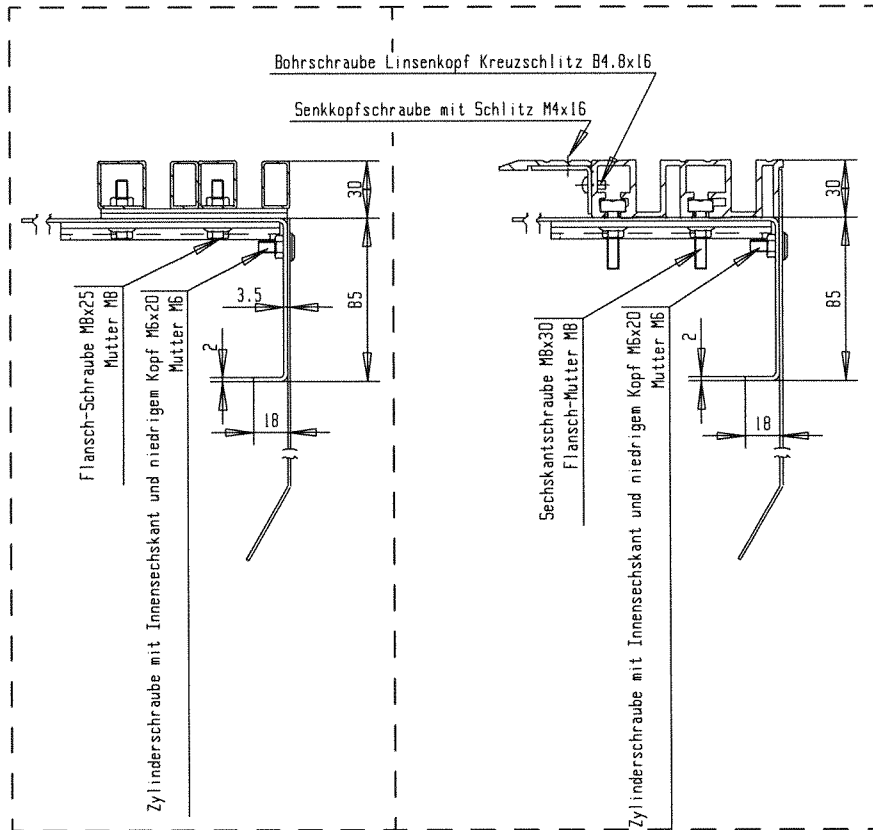 Bohrschraube Linsenkopf Kreuzschlitz B4.8x16
Senkkopfschraube mit Schlitz M4x16
30
85
3.5
2
18
Flansch-Schraube M8x25
Mutter M8
Zylinderschraube mit Innensechskant und niedrigem Kopf M6x20
Mutter M6
30
85
2
18
Sechskantschraube M8x30
Flansch-Mutter M8
Zylinderschraube mit Innensechskant und niedrigem Kopf M6x20
Mutter M6